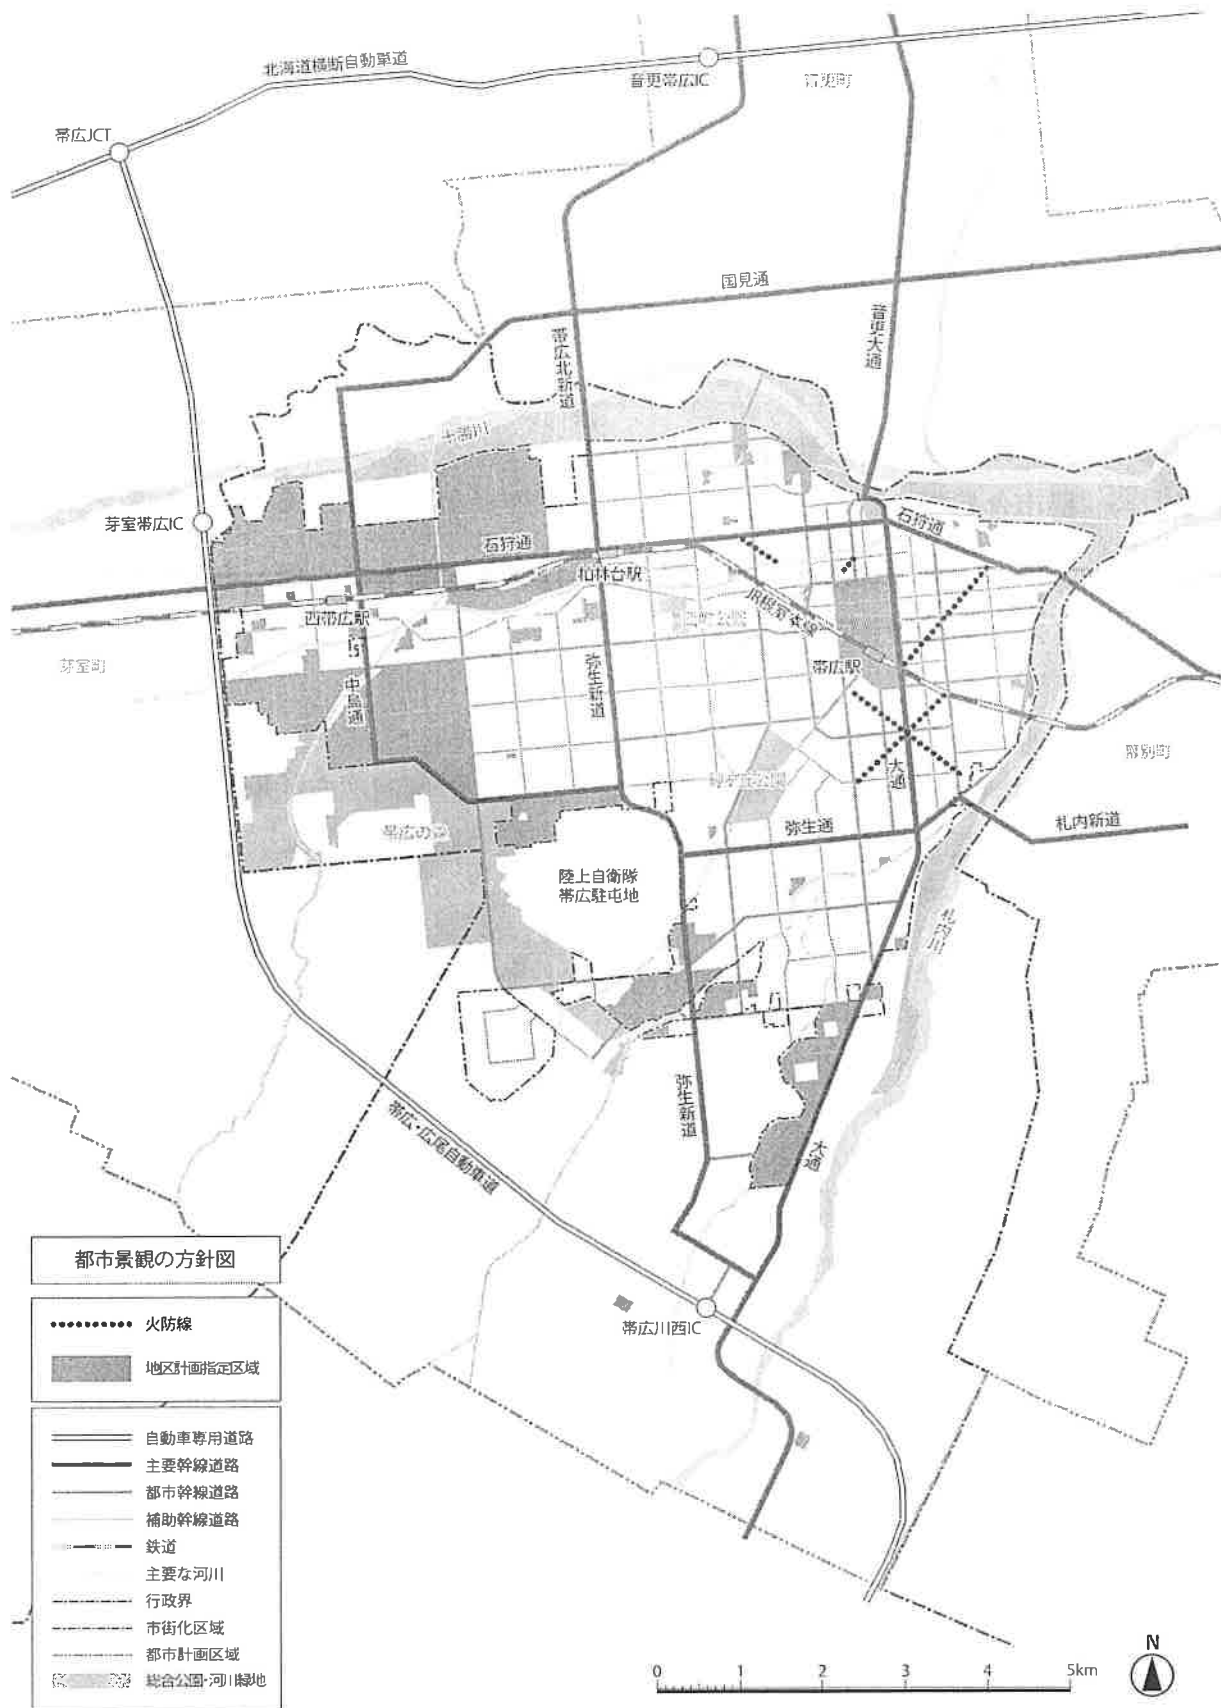 北海道横断自動車道
音更帯広IC
音更町
帯広JCT
国見通
音更大通
帯広北新道
十勝川
芽室帯広IC
石狩通
石狩通
柏林台駅
西帯広駅
JR根室本線
芽室町
中島通
弥生新道
帯広駅
幕別町
大通
帯広の森
弥生通
札内新道
陸上自衛隊
帯広駐屯地
札内川
弥生新道
帯広・広尾自動車道
大通
帯広川西IC
都市景観の方針図
火防線
地区計画指定区域
自動車専用道路
主要幹線道路
都市幹線道路
補助幹線道路
鉄道
主要な河川
行政界
市街化区域
都市計画区域
総合公園・河川緑地
0 1 2 3 4 5km
N